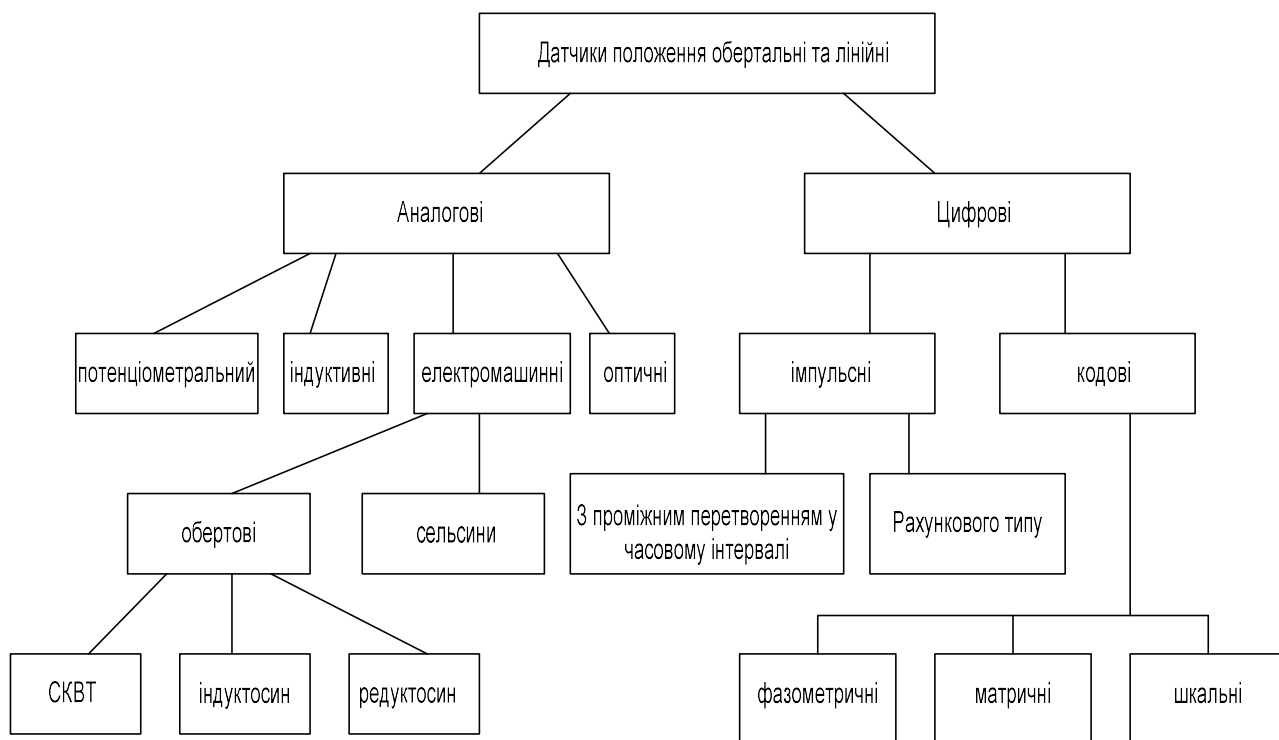 Датчики положення обертальні та лінійні
Аналогові
Цифрові
потенціометральний
індуктивні
електромашинні
оптичні
імпульсні
кодові
обертові
сельсини
З проміжним перетворенням у
часовому інтервалі
Рахункового типу
СКВТ
індуктосин
редуктосин
фазометричні
матричні
шкальні